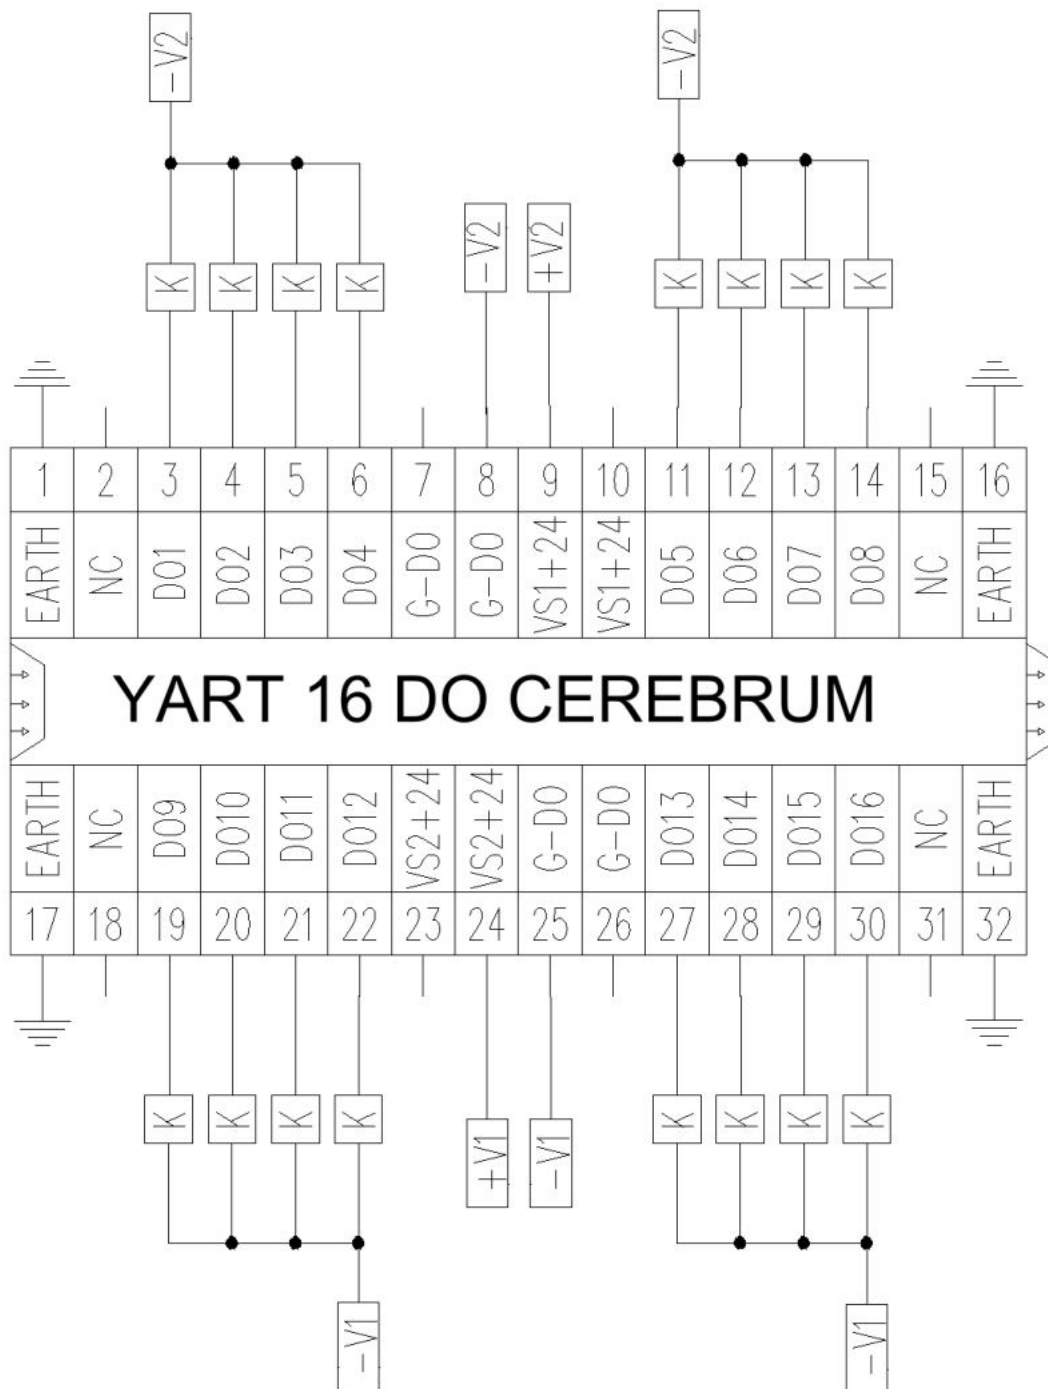 -V2 -V2
-V2 +V2
K K K K K K K K
1 2 3 4 5 6 7 8 9 10 11 12 13 14 15 16
EARTH NC DO1 DO2 DO3 DO4 G-DO G-DO VS1+24 VS1+24 DO5 DO6 DO7 DO8 NC EARTH
YART 16 DO CEREBRUM
EARTH NC DO9 DO10 DO11 DO12 VS2+24 VS2+24 G-DO G-DO DO13 DO14 DO15 DO16 NC EARTH
17 18 19 20 21 22 23 24 25 26 27 28 29 30 31 32
K K K K K K K K
+V1 -V1
-V1 -V1